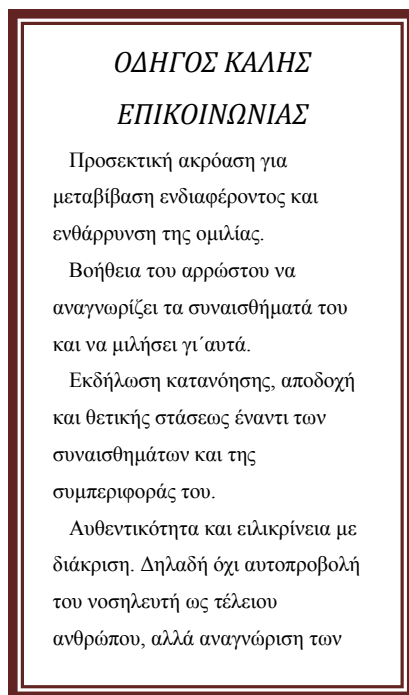 ΟΔΗΓΟΣ ΚΑΛΗΣ
ΕΠΙΚΟΙΝΩΝΙΑΣ
Προσεκτική ακρόαση για
μεταβίβαση ενδιαφέροντος και
ενθάρρυνση της ομιλίας.
Βοήθεια του αρρώστου να
αναγνωρίζει τα συναισθήματά του
και να μιλήσει γι΄αυτά.
Εκδήλωση κατανόησης, αποδοχή
και θετικής στάσεως έναντι των
συναισθημάτων και της
συμπεριφοράς του.
Αυθεντικότητα και ειλικρίνεια με
διάκριση. Δηλαδή όχι αυτοπροβολή
του νοσηλευτή ως τέλειου
ανθρώπου, αλλά αναγνώριση των